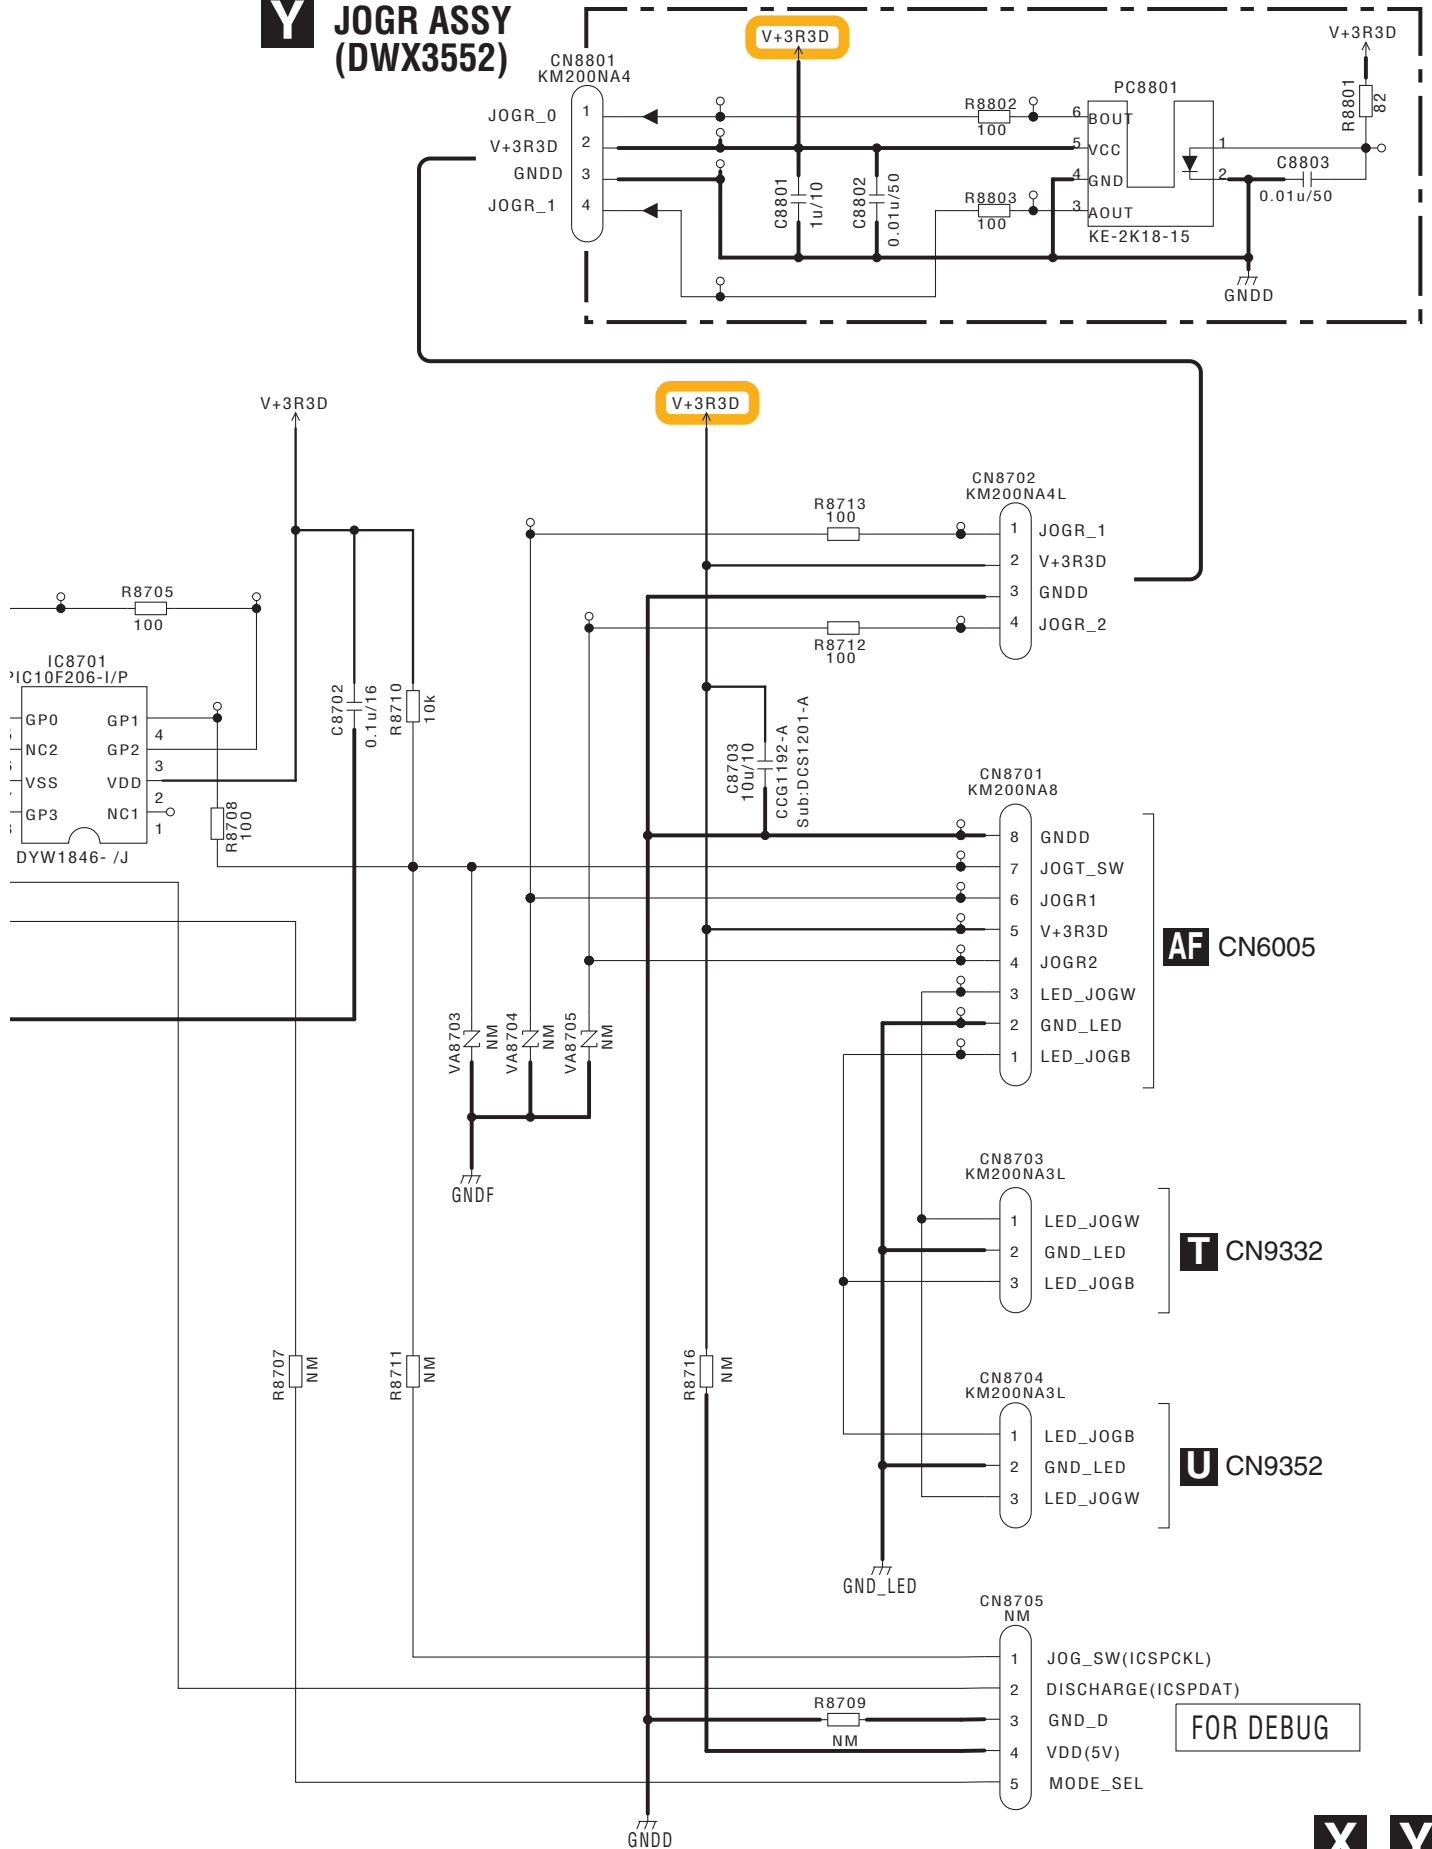 Y JOGR ASSY
(DWX3552)
CN8801
KM200NA4
JOGR_0 1
V+3R3D 2
GNDD 3
JOGR_1 4
V+3R3D
V+3R3D
R8801
82
PC8801
R8802
100
6 BOUT
5 VCC
4 GND
3 AOUT
1
2
KE-2K18-15
C8801
1u/10
C8802
0.01u/50
R8803
100
C8803
0.01u/50
GNDD
V+3R3D
V+3R3D
CN8702
KM200NA4L
1 JOGR_1
2 V+3R3D
3 GNDD
4 JOGR_2
R8713
100
R8712
100
R8705
100
IC8701
PIC10F206-I/P
GP0 GP1
4
NC2 GP2
3
VSS VDD
2
GP3 NC1
1
DYW1846- /J
R8708
100
C8702
0.1u/16
R8710
10k
C8703
10u/10
CCG1192-A
Sub:DCS1201-A
CN8701
KM200NA8
8 GNDD
7 JOGT_SW
6 JOGR1
5 V+3R3D
4 JOGR2
3 LED_JOGW
2 GND_LED
1 LED_JOGB
AF CN6005
VA8703
NM
VA8704
NM
VA8705
NM
GNDF
CN8703
KM200NA3L
1 LED_JOGW
2 GND_LED
3 LED_JOGB
T CN9332
R8707
NM
R8711
NM
R8716
NM
CN8704
KM200NA3L
1 LED_JOGB
2 GND_LED
3 LED_JOGW
U CN9352
GND_LED
CN8705
NM
1 JOG_SW(ICSPCKL)
2 DISCHARGE(ICSPDAT)
3 GND_D
4 VDD(5V)
5 MODE_SEL
R8709
NM
FOR DEBUG
GNDD
X Y